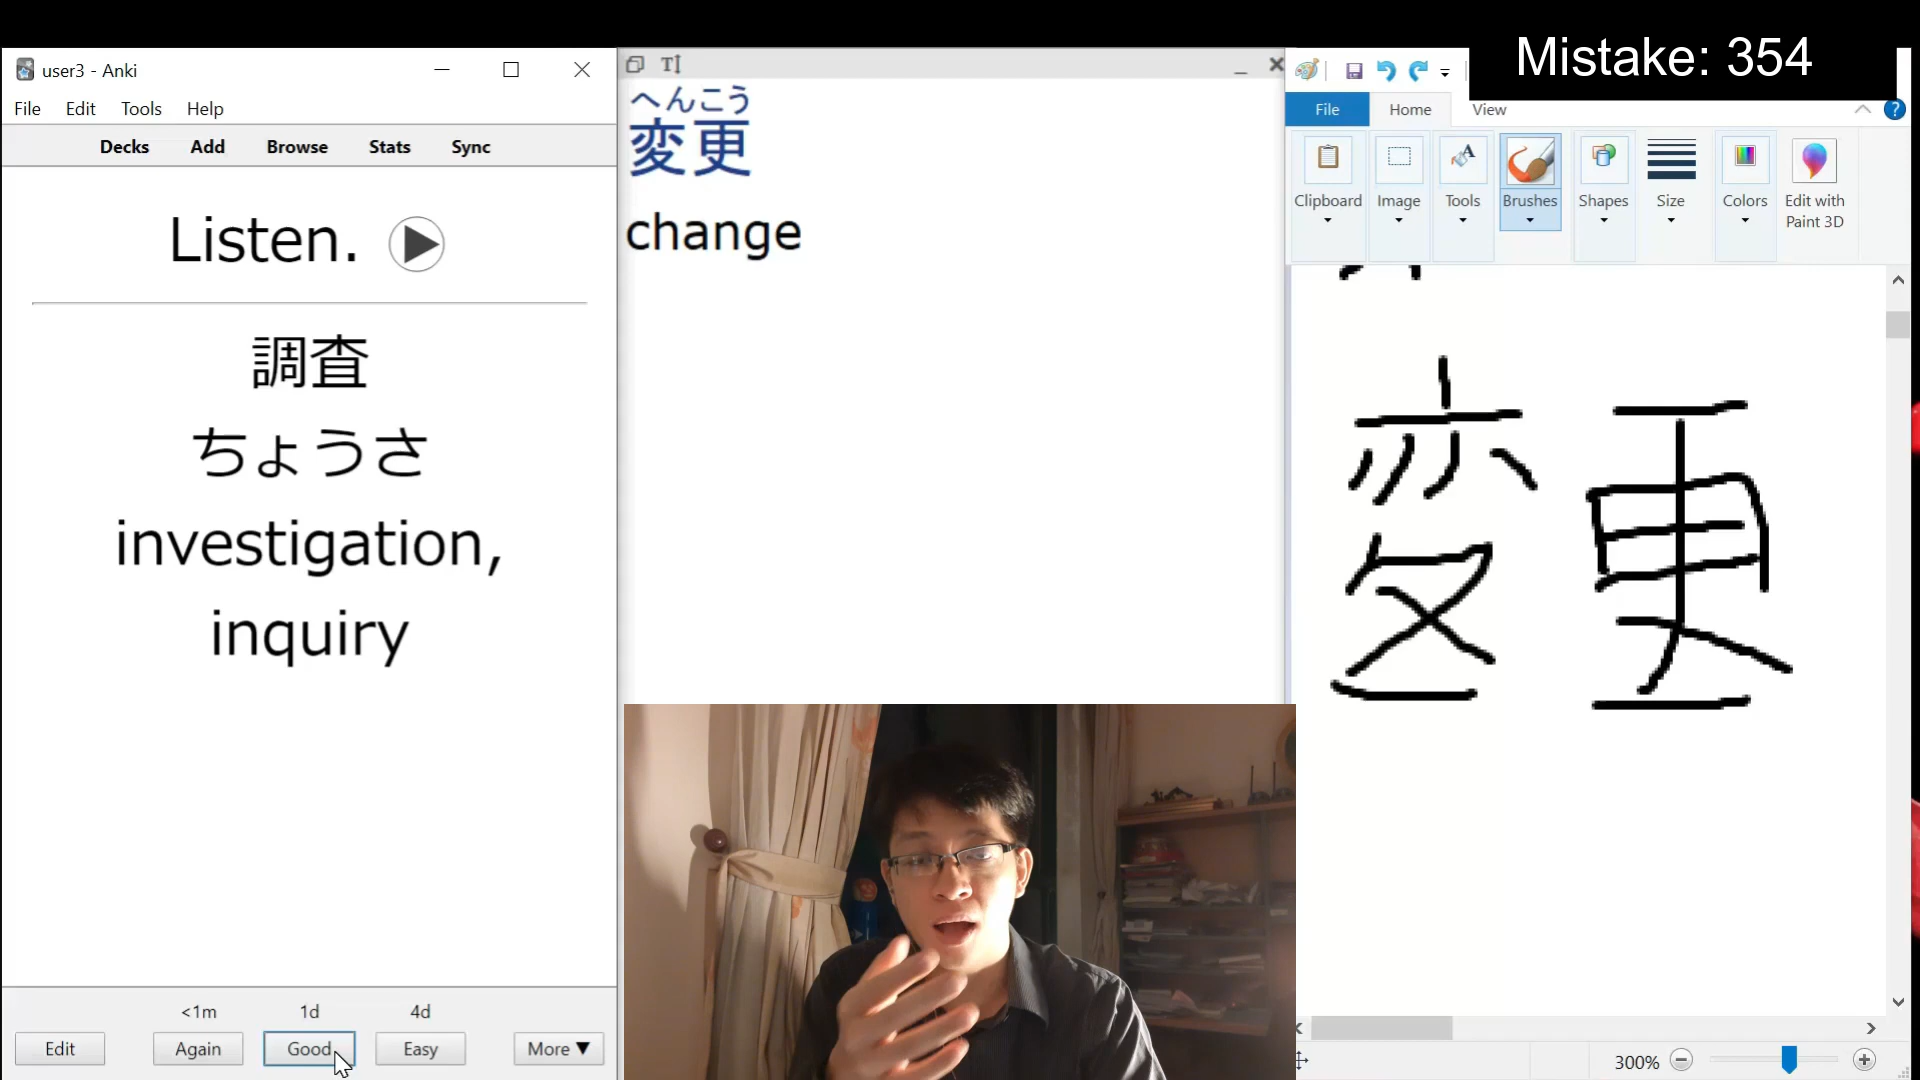 Mistake: 354
user3 - Anki
File Edit Tools Help
Decks Add Browse Stats Sync
Listen.
調査
ちょうさ
investigation,
inquiry
<1m 1d 4d
Edit Again Good Easy More ▼
へんこう
変更
change
File Home View
Clipboard Image Tools Brushes Shapes Size Colors Edit with
Paint 3D
変更
300%